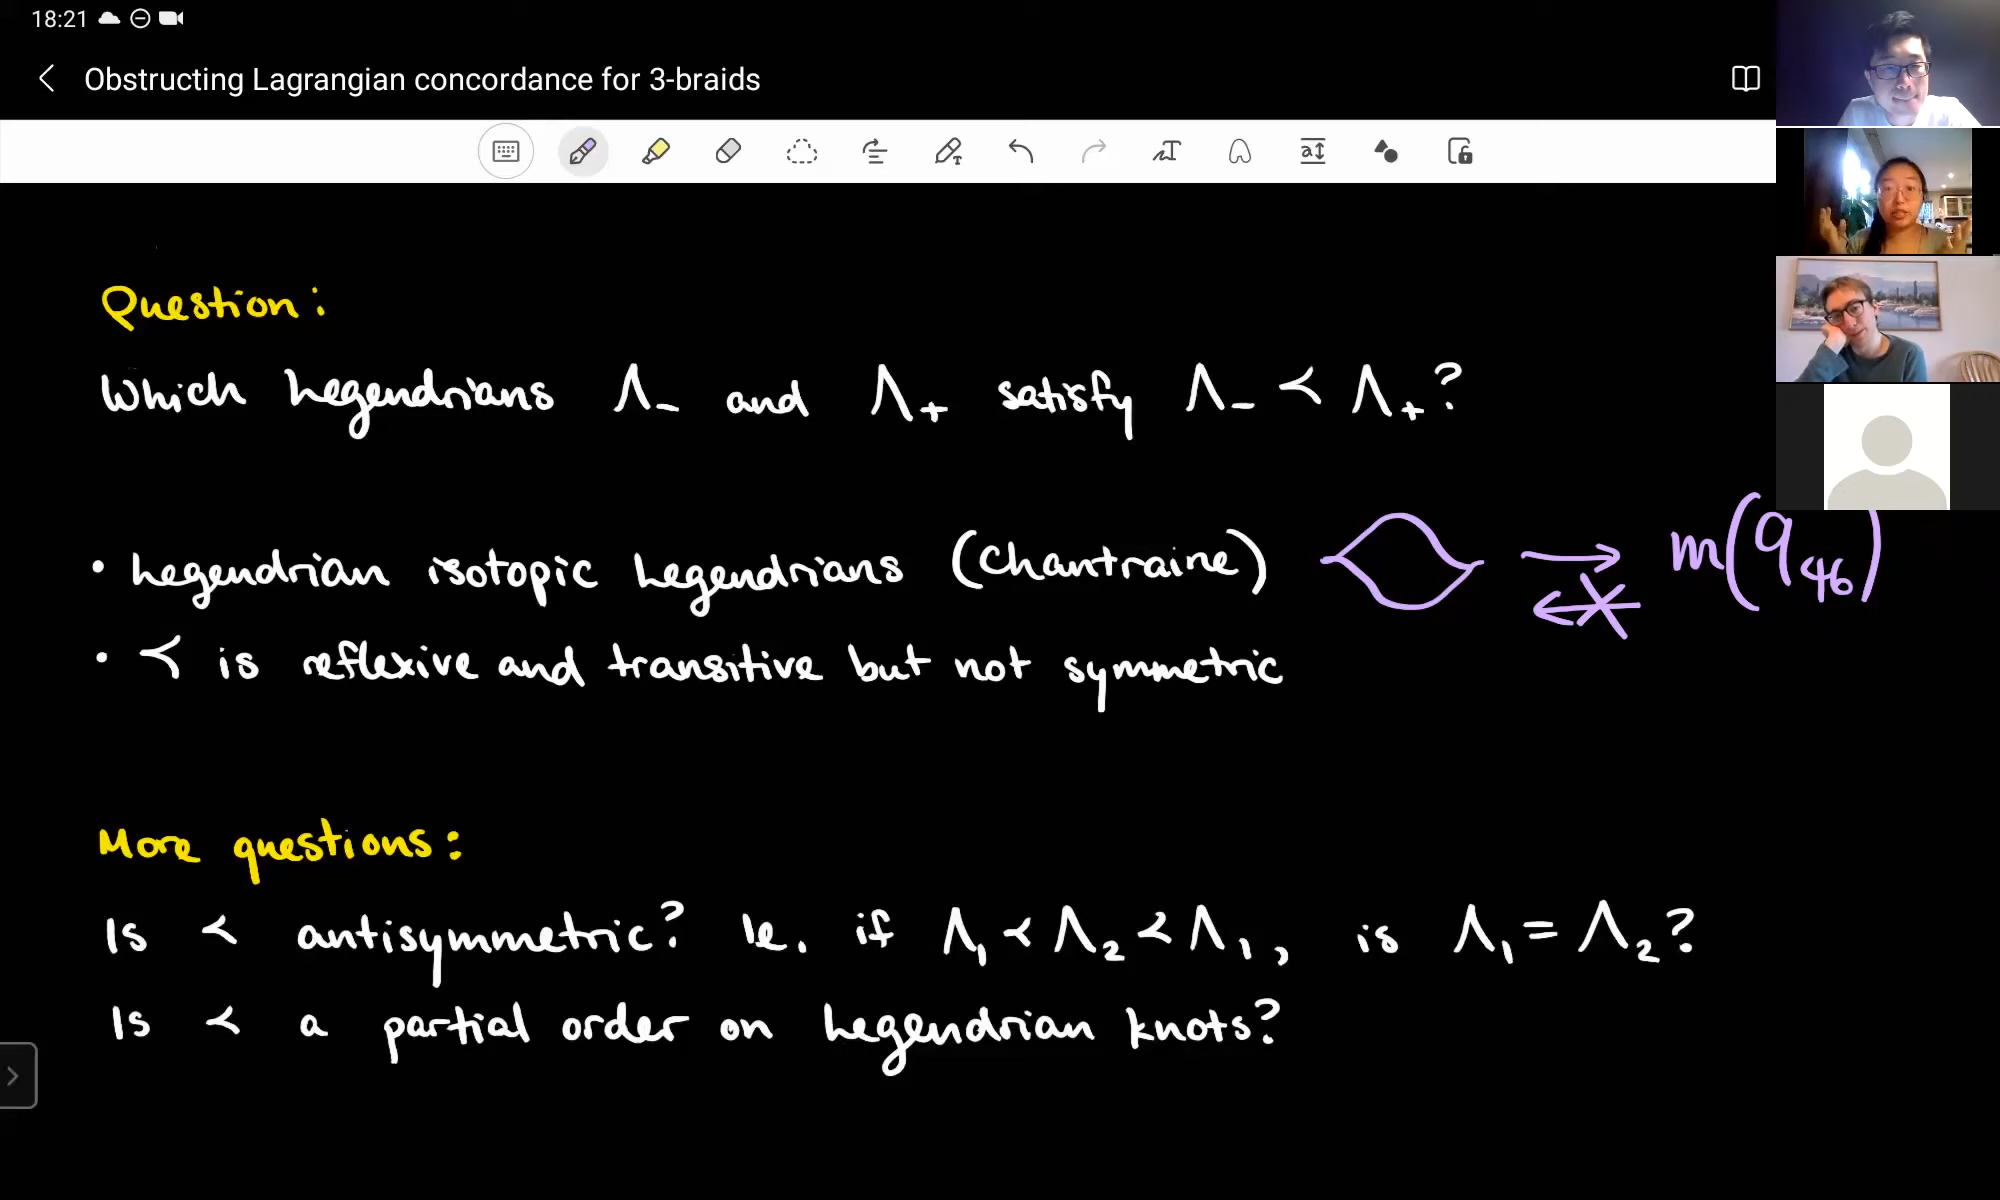 18:21
Obstructing Lagrangian concordance for 3-braids
Question:
Which Legendrians Λ₋ and Λ₊ satisfy Λ₋ ≺ Λ₊?
• Legendrian isotopic Legendrians (Chantraine)
m(9₄₆)
• ≺ is reflexive and transitive but not symmetric
More questions:
Is ≺ antisymmetric? Ie. if Λ₁ ≺ Λ₂ ≺ Λ₁, is Λ₁ = Λ₂?
Is ≺ a partial order on Legendrian knots?